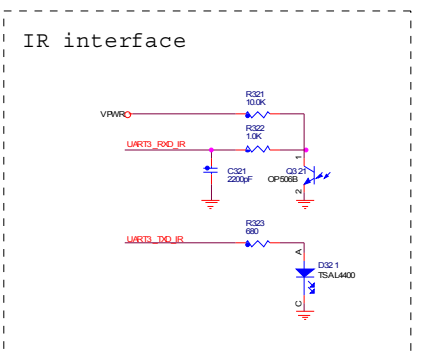 IR interface
R321
10.0K
VPWR
R322
1.0K
UART3_RXD_IR
1
C321
2200pF
Q321
OP506B
2
R323
680
UART3_TXD_IR
A
D321
TSAL4400
C